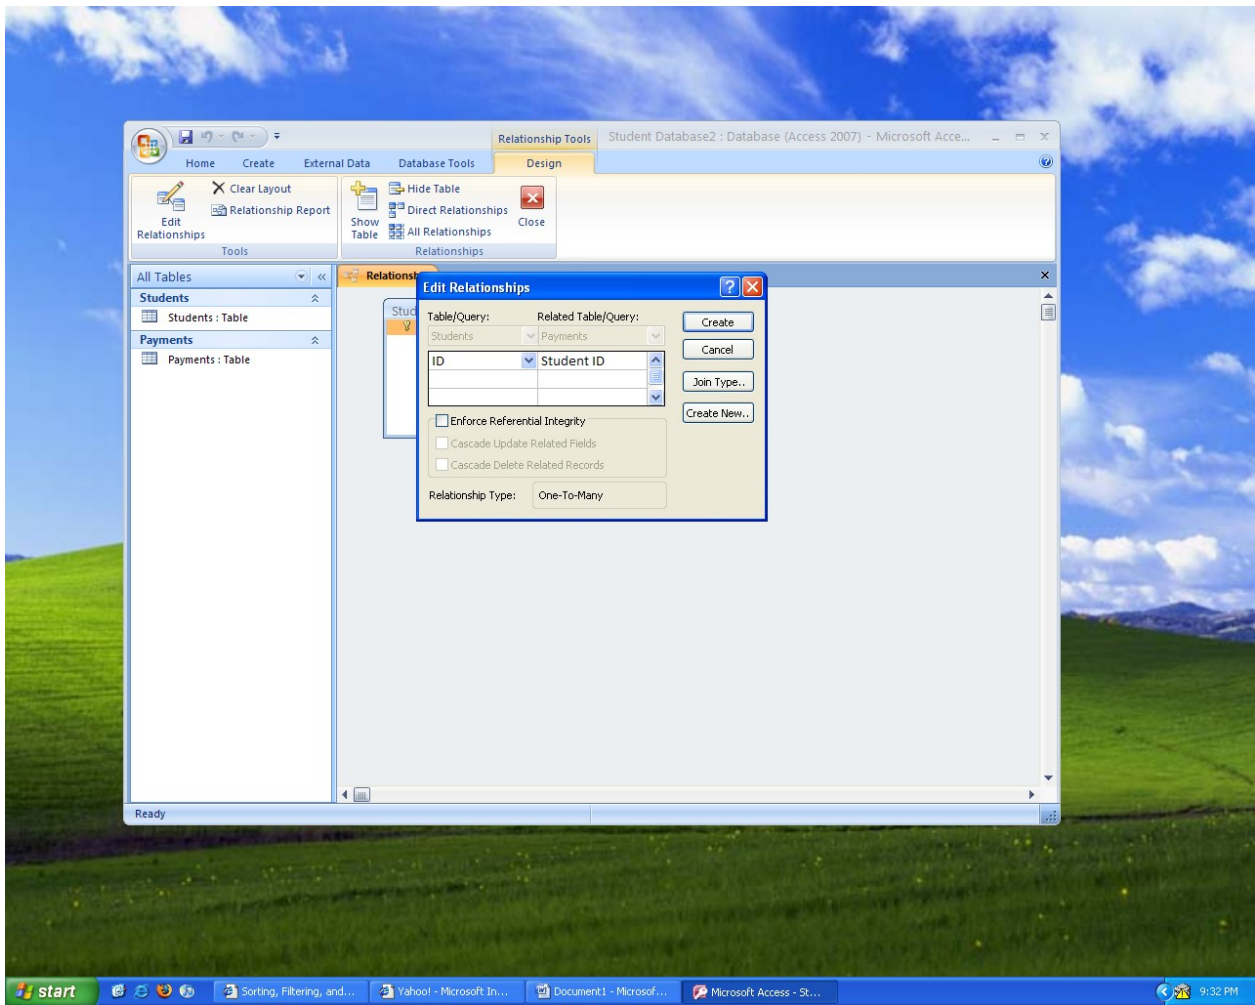 Relationship Tools
Student Database2 : Database (Access 2007) - Microsoft Acce...
Home Create External Data Database Tools Design
Edit Relationships
Clear Layout
Relationship Report
Tools
Show Table
Hide Table
Direct Relationships
All Relationships
Close
Relationships
All Tables
Students
Students : Table
Payments
Payments : Table
Relationsh
Stud
Edit Relationships
Table/Query: Related Table/Query:
Students Payments
ID Student ID
Enforce Referential Integrity
Cascade Update Related Fields
Cascade Delete Related Records
Relationship Type: One-To-Many
Create
Cancel
Join Type..
Create New..
Ready
start
Sorting, Filtering, and...
Yahoo! - Microsoft In...
Document1 - Microsof...
Microsoft Access - St...
9:32 PM